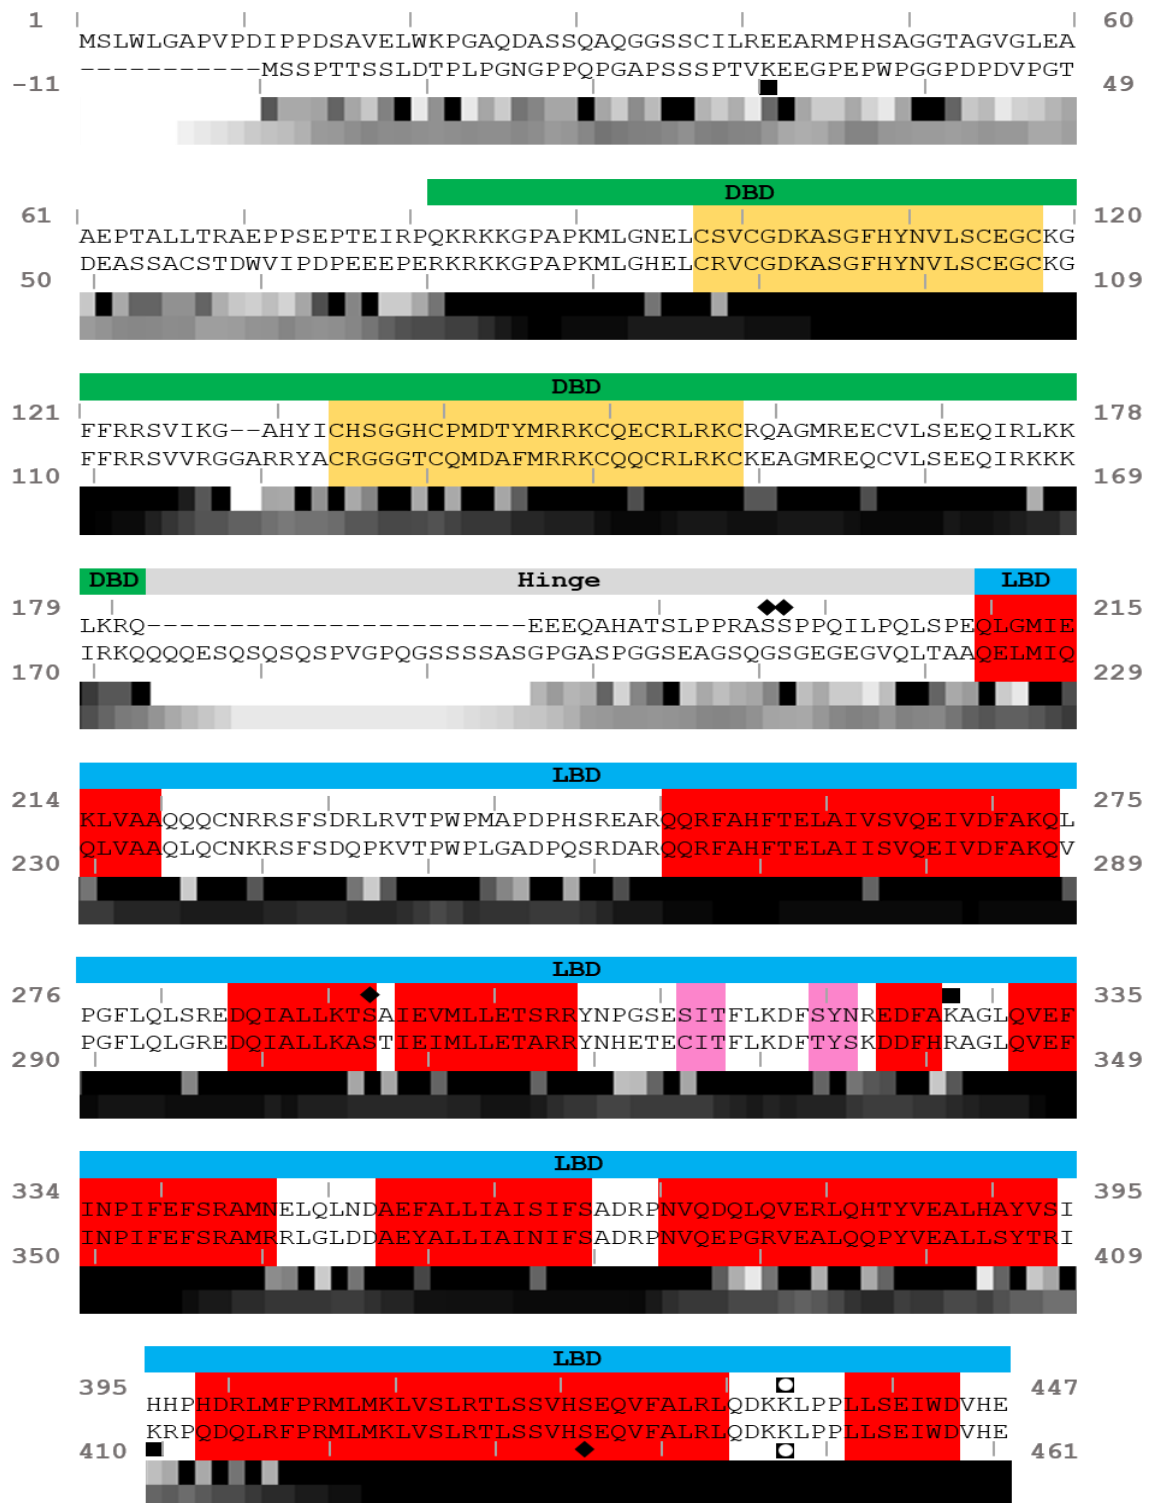 1 60
MSLWLGAPVPDIPPDSAVELWKPGAQDASSQAQGGSSCILREEARMPHSAGGTAGVGLEA
-----------MSSPTTSSLDTPLPGNGPPQPGAPSSSPTVKEEGPEPWPGGPDPDVPGT
-11 49
DBD
61 120
AEPTALLTRAEPPSEPTEIRPQKRKKGPAPKMLGNELCSVCGDKASGFHYNVLSCEGCKG
DEASSACSTDWVIPDPEEEPERKRKKGPAPKMLGHELCRVCGDKASGFHYNVLSCEGCKG
50 109
DBD
121 178
FFRRSVIKG--AHYICHSGGHCPMDTYMRRKCQECRLRKCRQAGMREECVLSEEQIRLKK
FFRRSVVRGGARRYACRGGGTCQMDAFMRRKCQQCRLRKCKEAGMREQCVLSEEQIRKKK
110 169
DBD Hinge LBD
179 215
LKRQ-----------------------EEEQAHATSLPPRASSPPQILPQLSPEQLGMIE
IRKQQQQESQSQSQSPVGPQGSSSSASGPGASPGGSEAGSQGSGEGEGVQLTAAQELMIQ
170 229
LBD
214 275
KLVAAQQQCNRRSFSDRLRVTPWPMAPDPHSREARQQRFAHFTELAIVSVQEIVDFAKQL
QLVAAQLQCNKRSFSDQPKVTPWPLGADPQSRDARQQRFAHFTELAIISVQEIVDFAKQV
230 289
LBD
276 335
PGFLQLSREDQIALLKTSAIEVMLLETSRRYNPGSESITFLKDFSYNREDFAKAGLQVEF
PGFLQLGREDQIALLKASTIEIMLLETARRYNHETECITFLKDFTYSKDDFHRAGLQVEF
290 349
LBD
334 395
INPIFEFSRAMNELQLNDAEFALLIAISIFSADRPNVQDQLQVERLQHTYVEALHAYVSI
INPIFEFSRAMRRLGLDDAEYALLIAINIFSADRPNVQEPGRVEALQQPYVEALLSYTRI
350 409
LBD
395 447
HHPHDRLMFPRMLMKLVSLRTLSSVHSEQVFALRLQDKKLPPLLSEIWDVHE
KRPQDQLRFPRMLMKLVSLRTLSSVHSEQVFALRLQDKKLPPLLSEIWDVHE
410 461